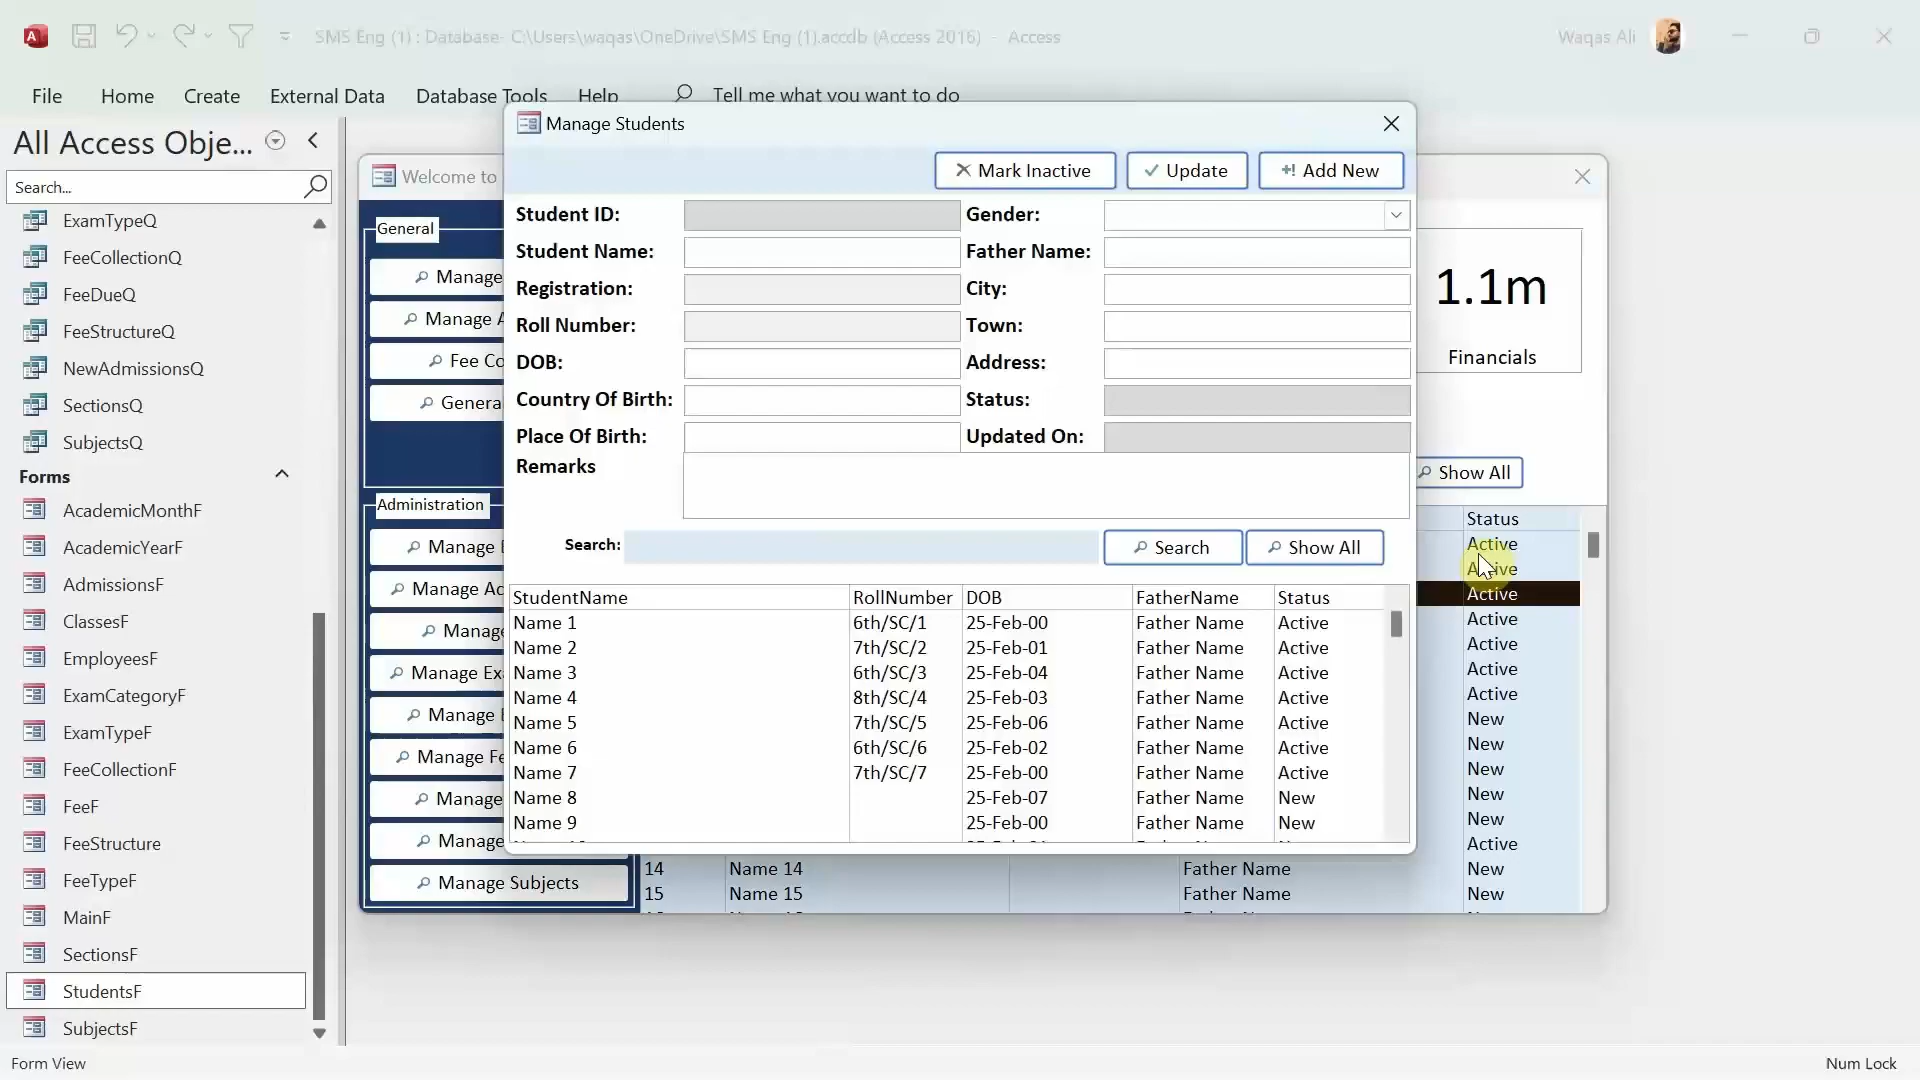 SMS Eng (1) : Database- C:\Users\waqas\OneDrive\SMS Eng (1).accdb (Access 2016) - Access
Waqas Ali
File Home Create External Data Database Tools Help Tell me what you want to do
All Access Obje...
Search...
ExamTypeQ
FeeCollectionQ
FeeDueQ
FeeStructureQ
NewAdmissionsQ
SectionsQ
SubjectsQ
Forms
AcademicMonthF
AcademicYearF
AdmissionsF
ClassesF
EmployeesF
ExamCategoryF
ExamTypeF
FeeCollectionF
FeeF
FeeStructure
FeeTypeF
MainF
SectionsF
StudentsF
SubjectsF
Welcome to
General
Manage
Manage A
Fee Co
Genera
Administration
Manage
Manage Ac
Manage
Manage Ex
Manage
Manage Fe
Manage
Manage
Manage Subjects
Manage Students
Mark Inactive Update Add New
Student ID: Gender:
Student Name: Father Name:
Registration: City:
Roll Number: Town:
DOB: Address:
Country Of Birth: Status:
Place Of Birth: Updated On:
Remarks
Search: Search Show All
StudentName RollNumber DOB FatherName Status
Name 1 6th/SC/1 25-Feb-00 Father Name Active
Name 2 7th/SC/2 25-Feb-01 Father Name Active
Name 3 6th/SC/3 25-Feb-04 Father Name Active
Name 4 8th/SC/4 25-Feb-03 Father Name Active
Name 5 7th/SC/5 25-Feb-06 Father Name Active
Name 6 6th/SC/6 25-Feb-02 Father Name Active
Name 7 7th/SC/7 25-Feb-00 Father Name Active
Name 8 25-Feb-07 Father Name New
Name 9 25-Feb-00 Father Name New
1.1m
Financials
Show All
Status
Active
Active
Active
Active
Active
Active
Active
New
New
New
New
New
Active
14 Name 14 Father Name New
15 Name 15 Father Name New
Form View
Num Lock